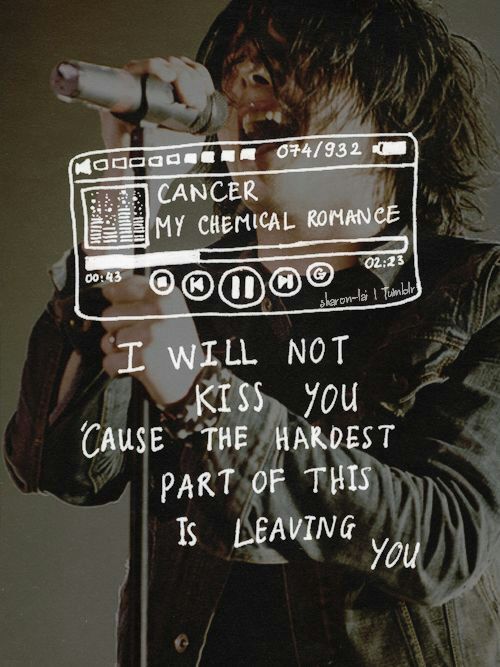 074/932
CANCER
MY CHEMICAL ROMANCE
00:43
02:23
G
sharon-lai | Tumblr
I WILL NOT
KISS YOU
'CAUSE THE HARDEST
PART OF THIS
IS LEAVING
YOU